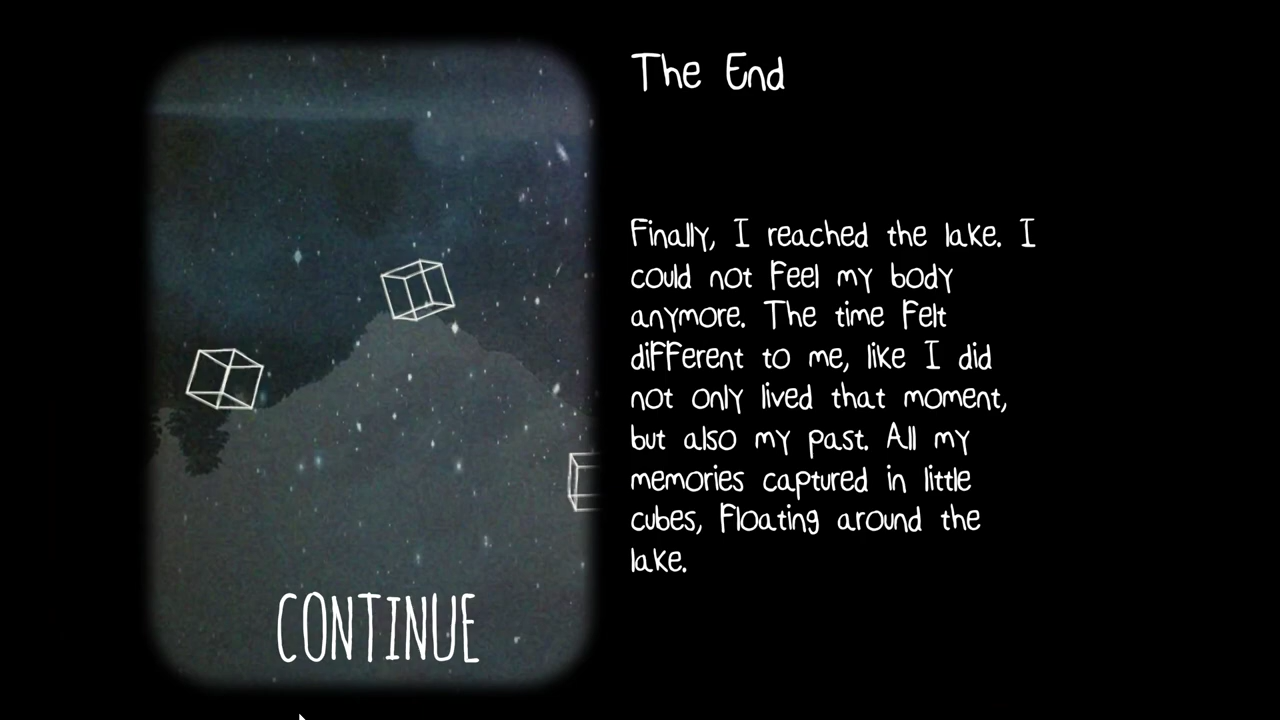 The End
Finally, I reached the lake. I
could not feel my body
anymore. The time felt
different to me, like I did
not only lived that moment,
but also my past. All my
memories captured in little
cubes, floating around the
lake.
CONTINUE